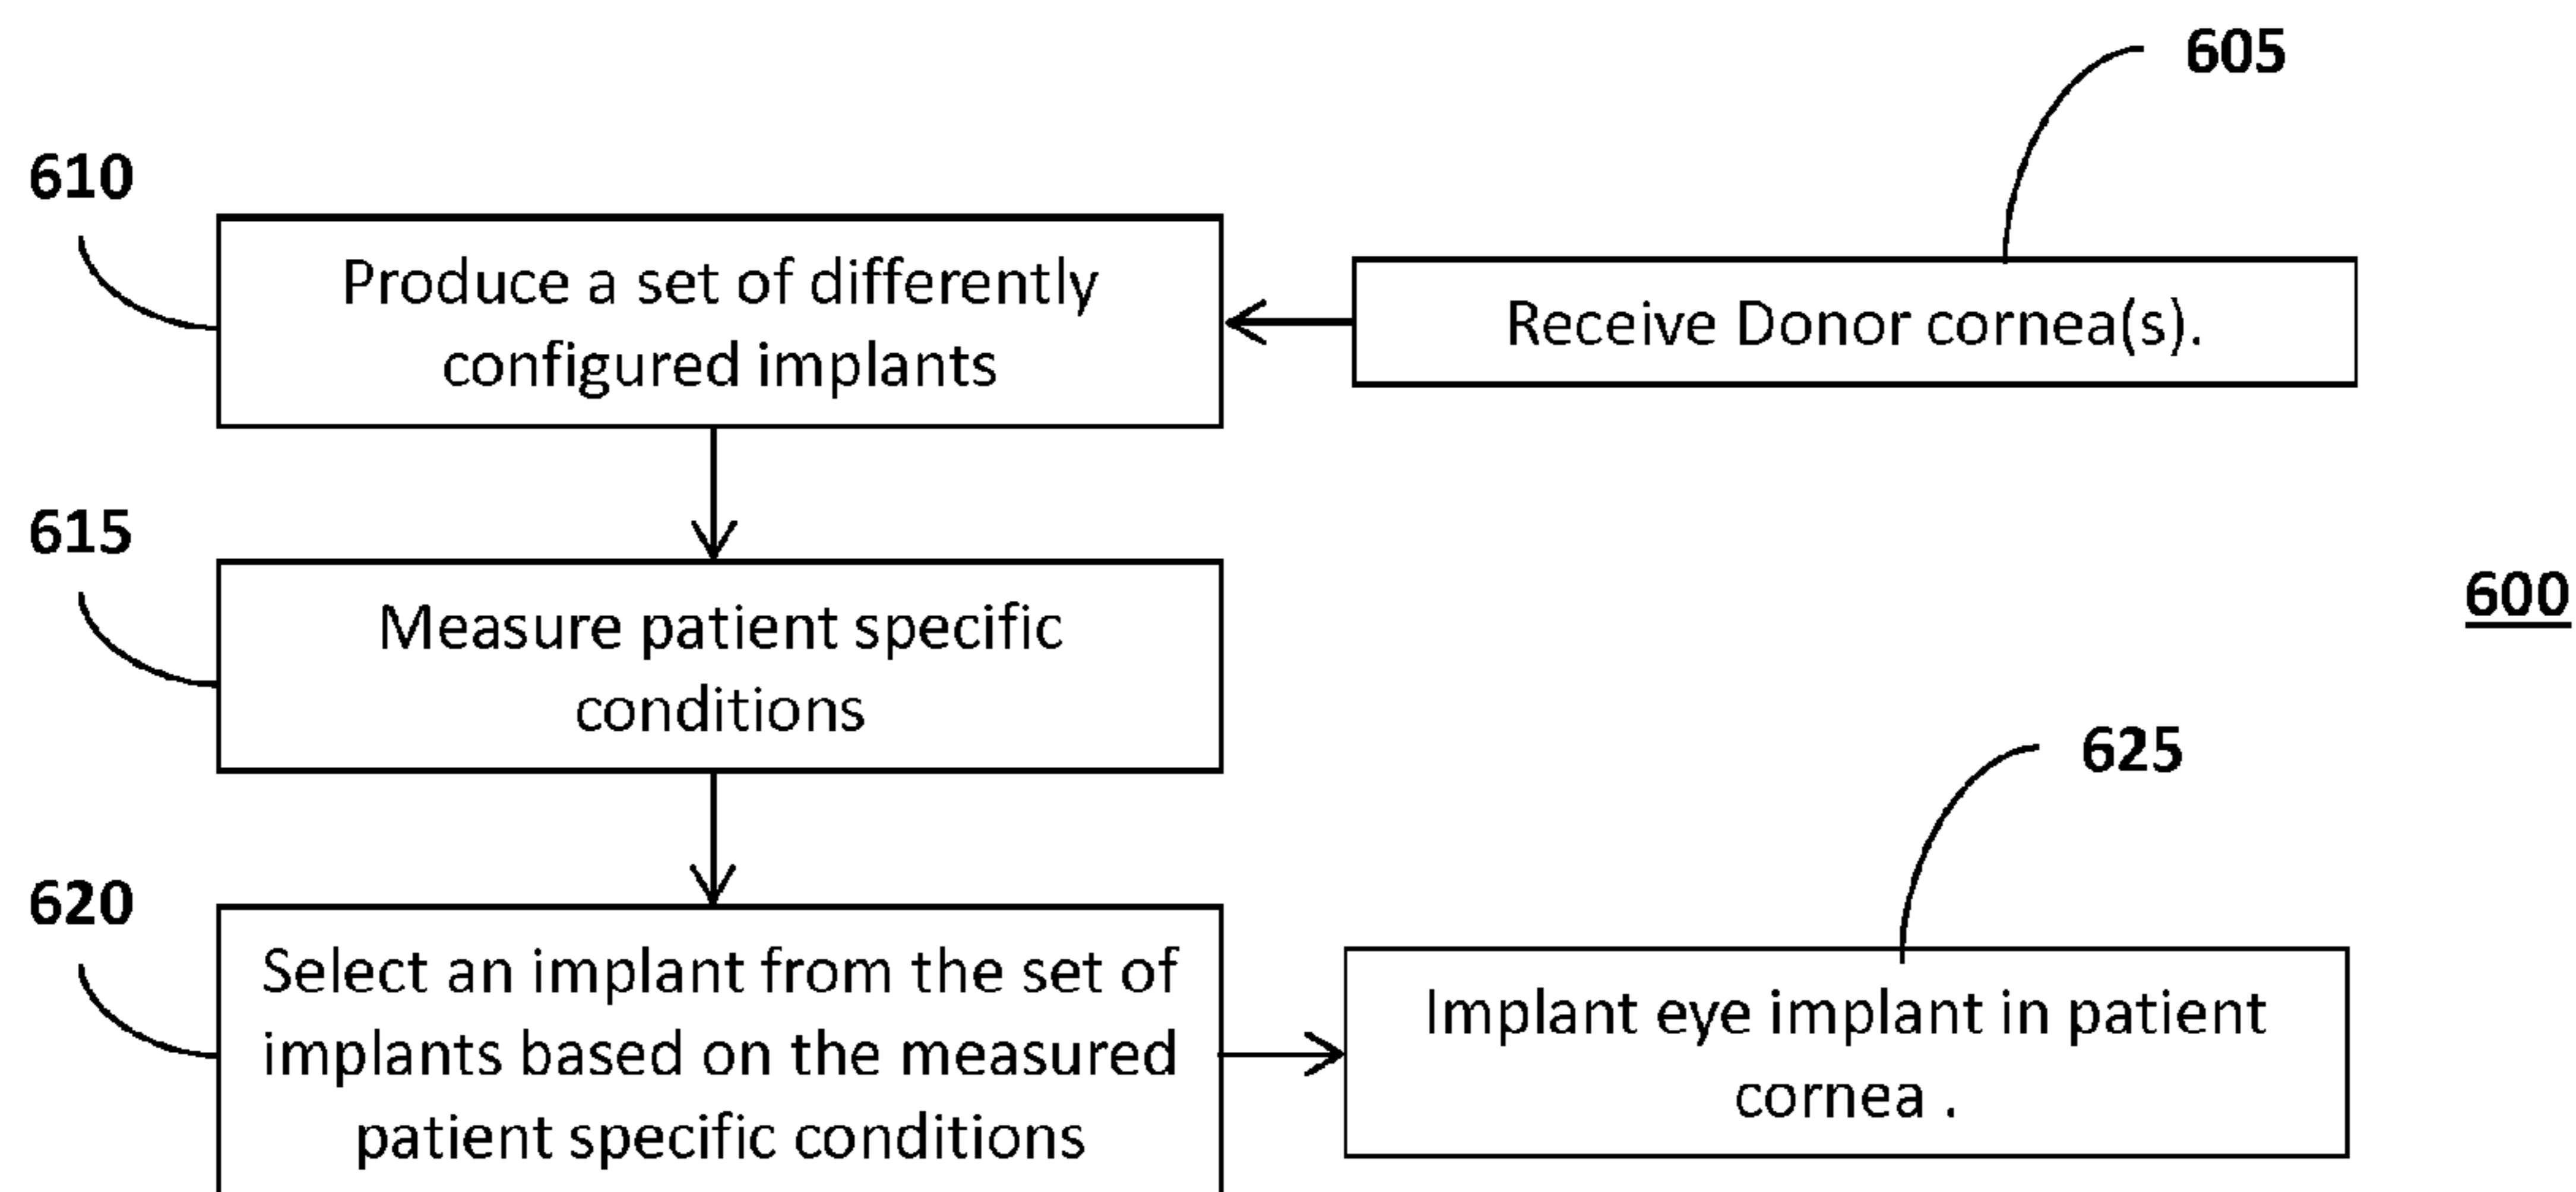 605
610
Produce a set of differently
configured implants
Receive Donor cornea(s).
615
Measure patient specific
conditions
600
620
Select an implant from the set of
implants based on the measured
patient specific conditions
625
Implant eye implant in patient
cornea .